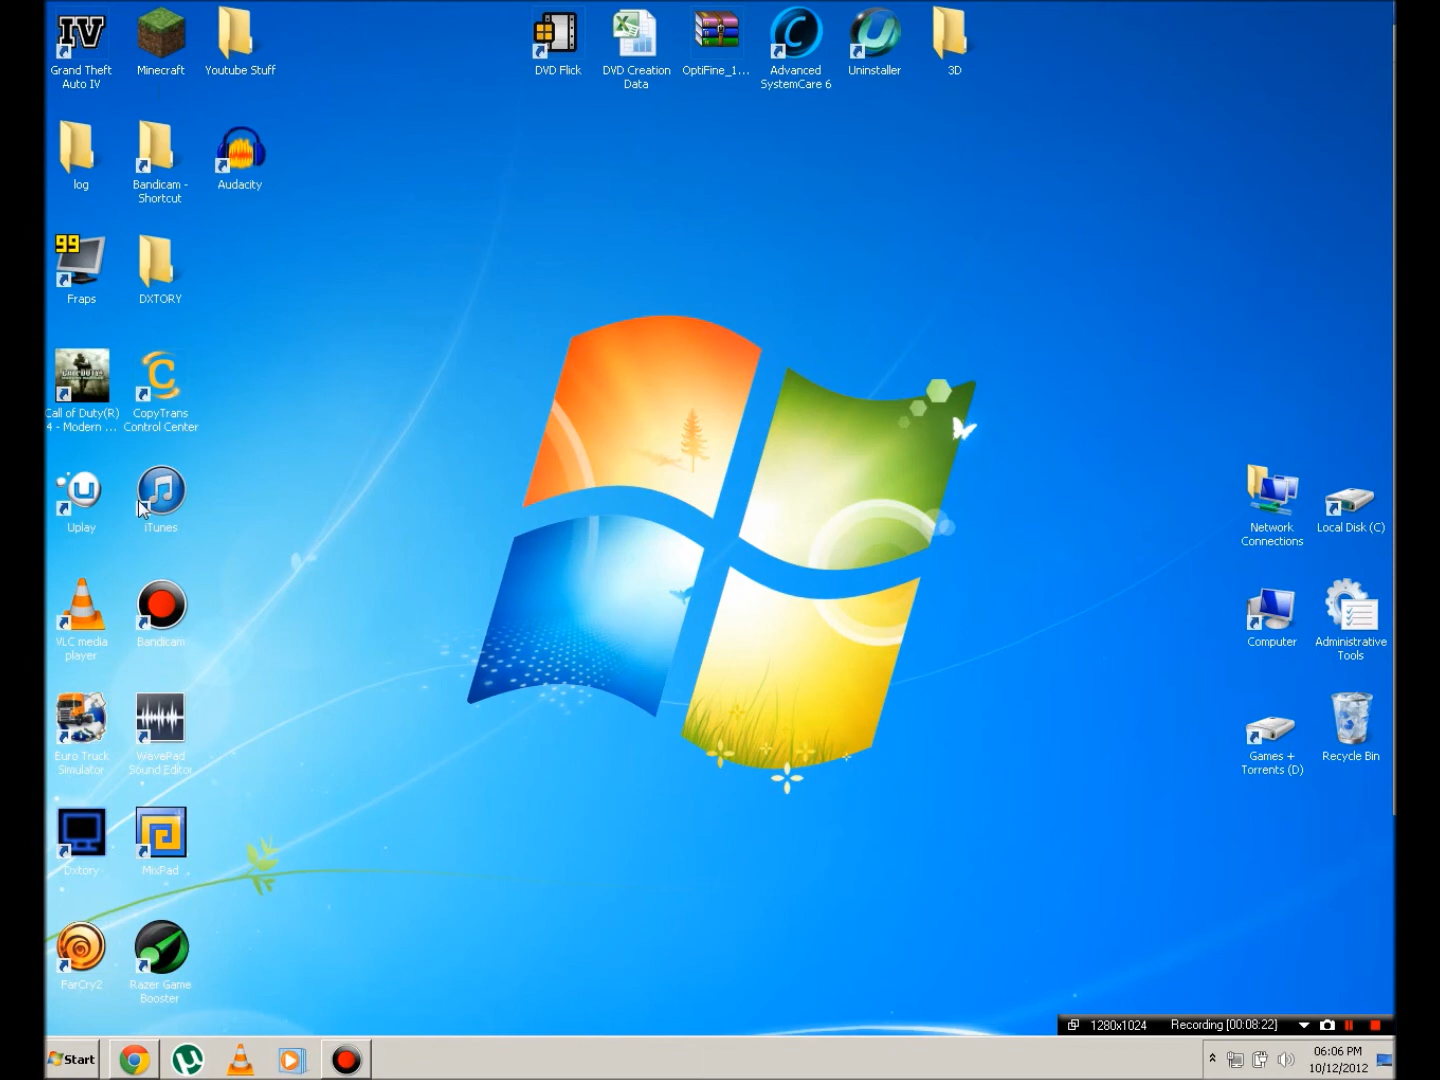 IV
Grand Theft
Auto IV
Minecraft
Youtube Stuff
DVD Flick
DVD Creation
Data
OptiFine_1...
Advanced
SystemCare 6
Uninstaller
3D
log
Bandicam -
Shortcut
Audacity
99
Fraps
DXTORY
Call of Duty(R)
4 - Modern ...
CopyTrans
Control Center
Uplay
iTunes
Network
Connections
Local Disk (C)
VLC media
player
Bandicam
Computer
Administrative
Tools
Euro Truck
Simulator
WavePad
Sound Editor
Games +
Torrents (D)
Recycle Bin
Dxtory
MixPad
FarCry2
Razer Game
Booster
1280x1024
Recording [00:08:22]
Start
06:06 PM
10/12/2012